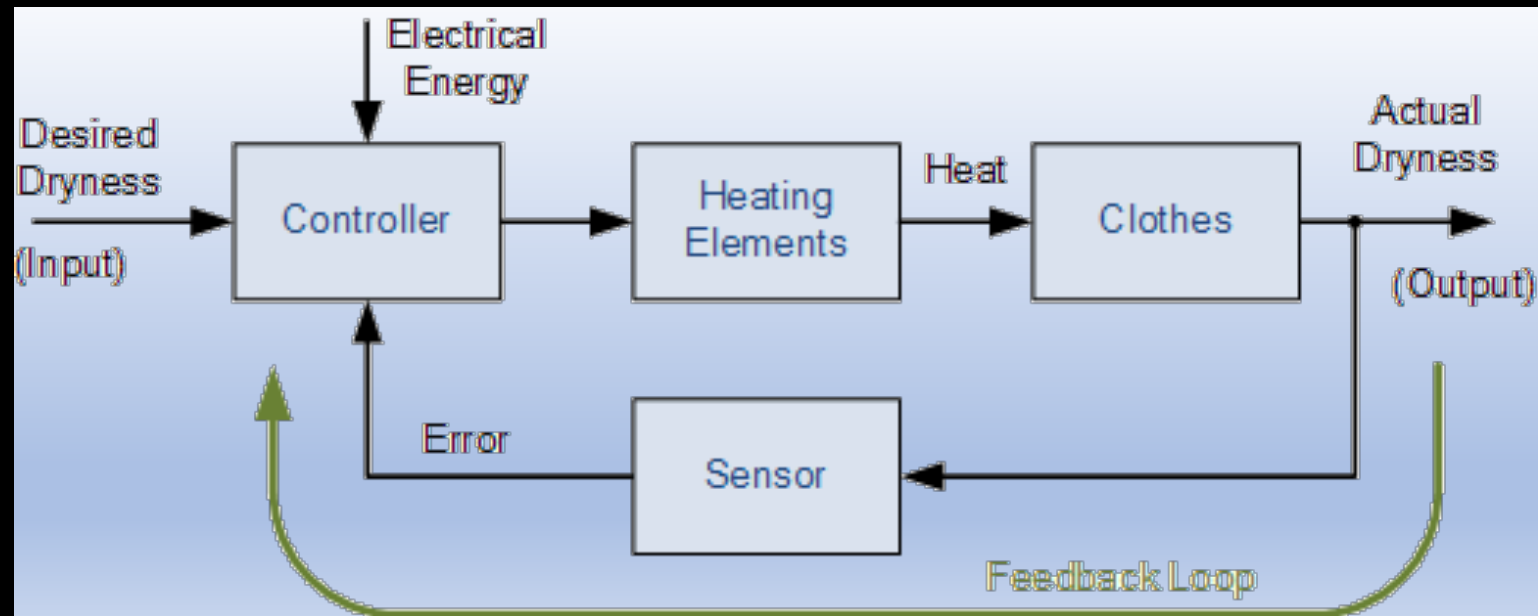 Electrical
Energy
Desired
Dryness
(Input)
Controller
Heating
Elements
Heat
Clothes
Actual
Dryness
(Output)
Error
Sensor
Feedback Loop